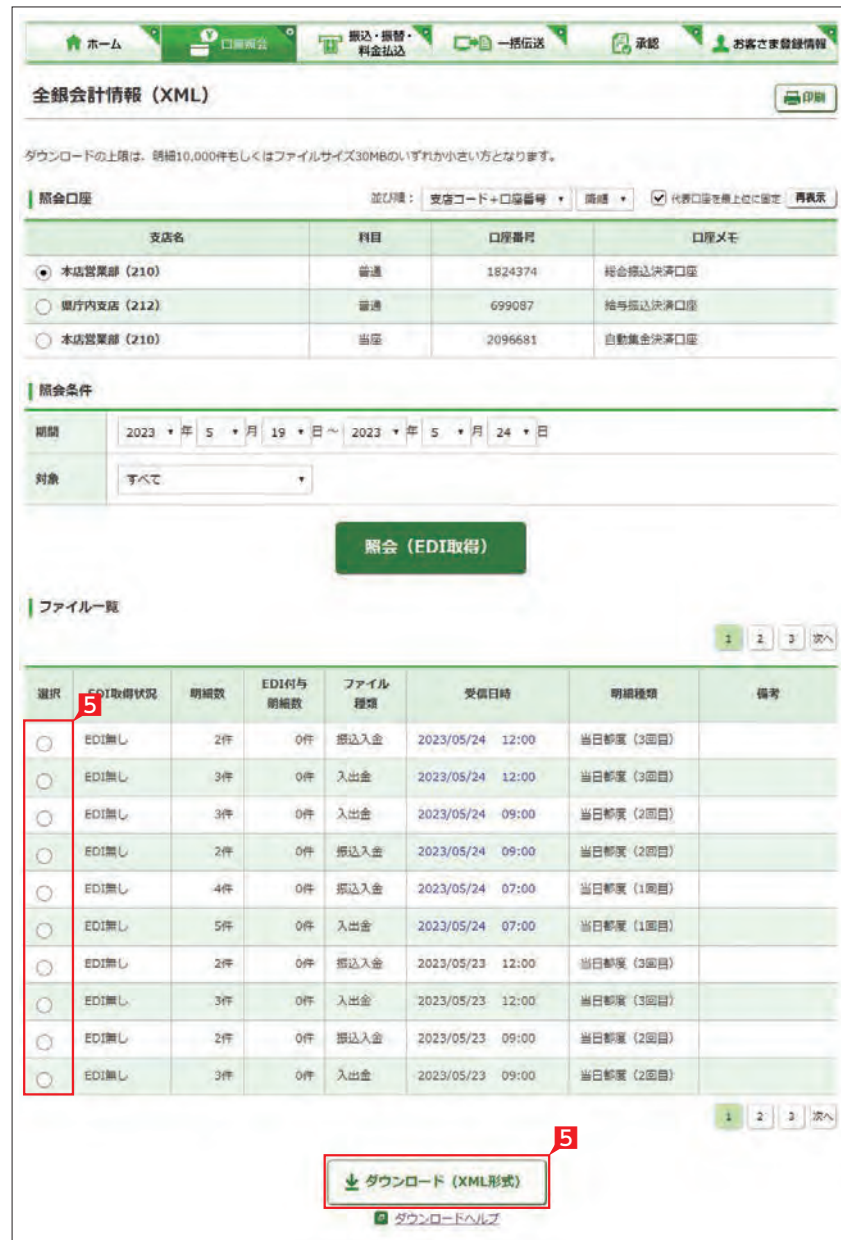 ホーム 口座照会 振込・振替・料金払込 一括伝送 承認 お客さま登録情報
全銀会計情報（XML） 印刷
ダウンロードの上限は、明細10,000件もしくはファイルサイズ30MBのいずれか小さい方となります。
照会口座 並び順： 支店コード＋口座番号 降順 代表口座を最上位に固定 再表示
支店名 科目 口座番号 口座メモ
本店営業部（210） 普通 1824374 総合振込決済口座
県庁内支店（212） 普通 699087 給与振込決済口座
本店営業部（210） 当座 2096681 自動集金決済口座
照会条件
期間 2023 年 5 月 19 日～ 2023 年 5 月 24 日
対象 すべて
照会（EDI取得）
ファイル一覧
1 2 3 次へ
選択 EDI取得状況 明細数 EDI付与明細数 ファイル種類 受信日時 明細種類 備考
5
EDI無し 2件 0件 振込入金 2023/05/24 12:00 当日都度（3回目）
EDI無し 3件 0件 入出金 2023/05/24 12:00 当日都度（3回目）
EDI無し 3件 0件 入出金 2023/05/24 09:00 当日都度（2回目）
EDI無し 2件 0件 振込入金 2023/05/24 09:00 当日都度（2回目）
EDI無し 4件 0件 振込入金 2023/05/24 07:00 当日都度（1回目）
EDI無し 5件 0件 入出金 2023/05/24 07:00 当日都度（1回目）
EDI無し 2件 0件 振込入金 2023/05/23 12:00 当日都度（3回目）
EDI無し 3件 0件 入出金 2023/05/23 12:00 当日都度（3回目）
EDI無し 2件 0件 振込入金 2023/05/23 09:00 当日都度（2回目）
EDI無し 3件 0件 入出金 2023/05/23 09:00 当日都度（2回目）
1 2 3 次へ
5
ダウンロード（XML形式）
ダウンロードヘルプ